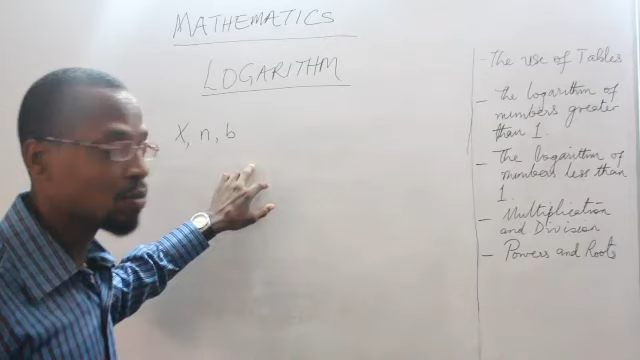 MATHEMATICS
LOGARITHM
X, n, b
- The use of Tables
- The logarithm of
numbers greater
than 1.
- The logarithm of
numbers less than
1.
- Multiplication
and Division
- Powers and Roots